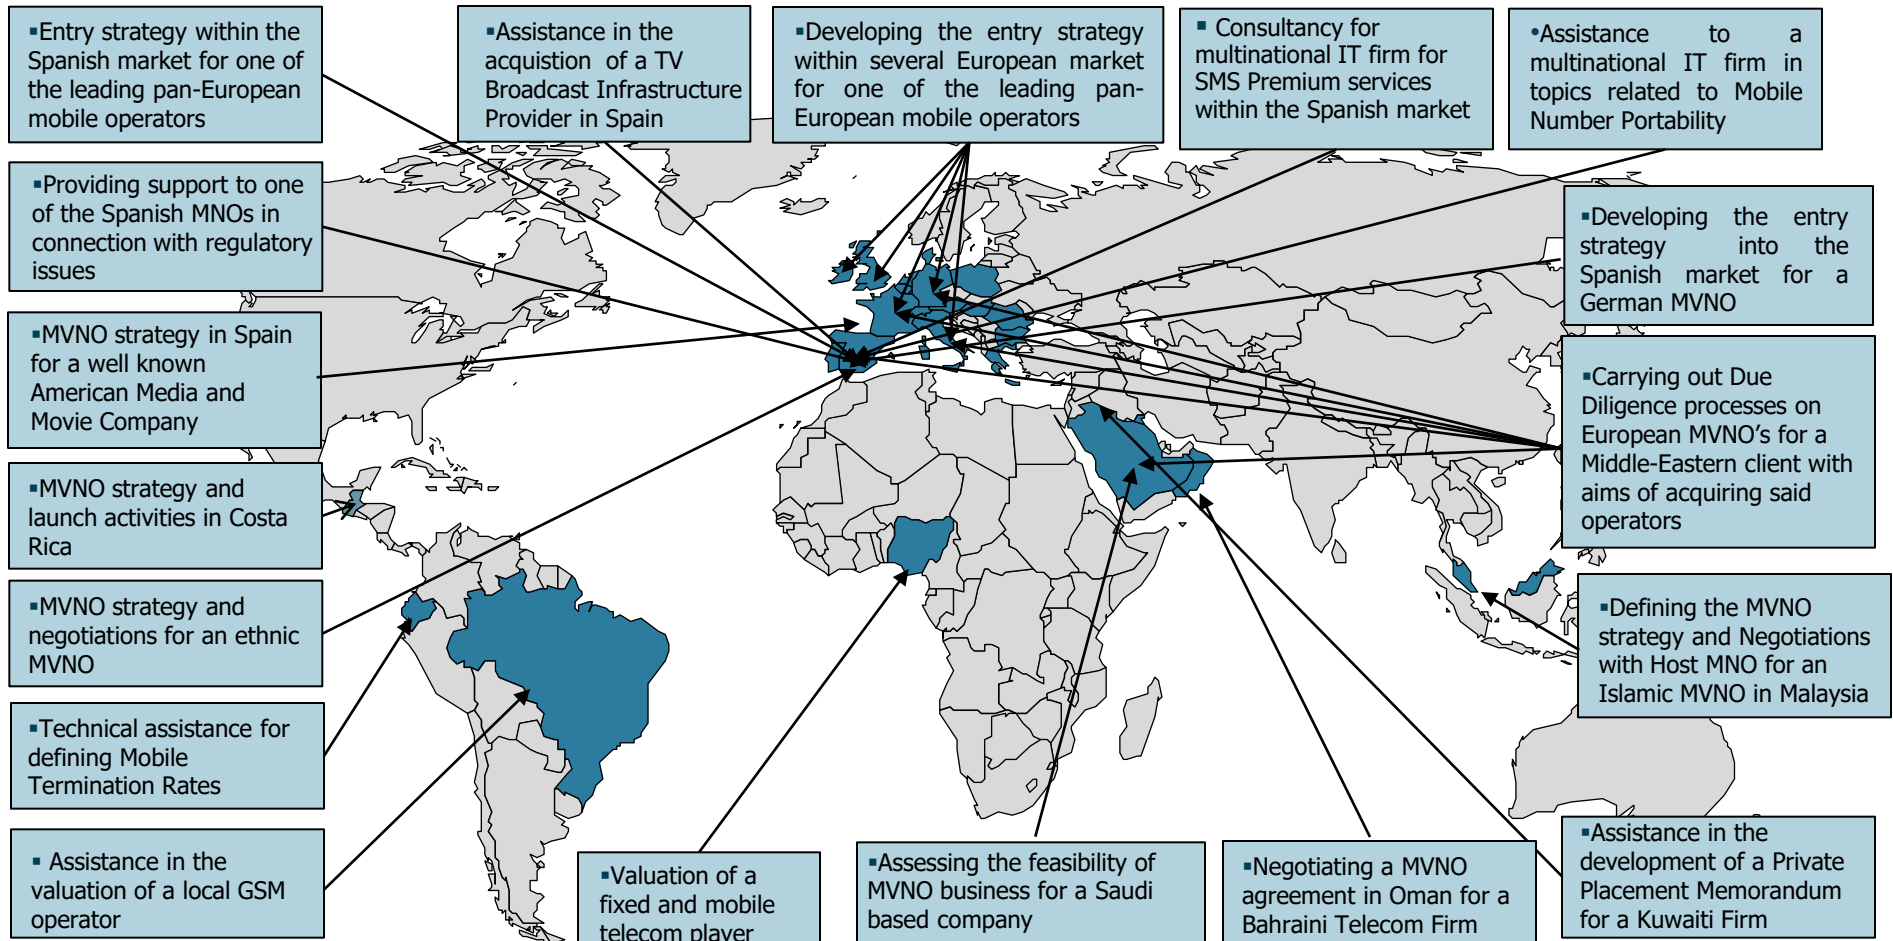 ▪Entry strategy within the
Spanish market for one of
the leading pan-European
mobile operators
▪Assistance in the
acquistion of a TV
Broadcast Infrastructure
Provider in Spain
▪Developing the entry strategy
within several European market
for one of the leading pan-
European mobile operators
▪ Consultancy for
multinational IT firm for
SMS Premium services
within the Spanish market
•Assistance to a
multinational IT firm in
topics related to Mobile
Number Portability
▪Providing support to one
of the Spanish MNOs in
connection with regulatory
issues
▪Developing the entry
strategy into the
Spanish market for a
German MVNO
▪MVNO strategy in Spain
for a well known
American Media and
Movie Company
▪Carrying out Due
Diligence processes on
European MVNO's for a
Middle-Eastern client with
aims of acquiring said
operators
▪MVNO strategy and
launch activities in Costa
Rica
▪MVNO strategy and
negotiations for an ethnic
MVNO
▪Defining the MVNO
strategy and Negotiations
with Host MNO for an
Islamic MVNO in Malaysia
▪Technical assistance for
defining Mobile
Termination Rates
▪ Assistance in the
valuation of a local GSM
operator
▪Valuation of a
fixed and mobile
telecom player
▪Assessing the feasibility of
MVNO business for a Saudi
based company
▪Negotiating a MVNO
agreement in Oman for a
Bahraini Telecom Firm
▪Assistance in the
development of a Private
Placement Memorandum
for a Kuwaiti Firm